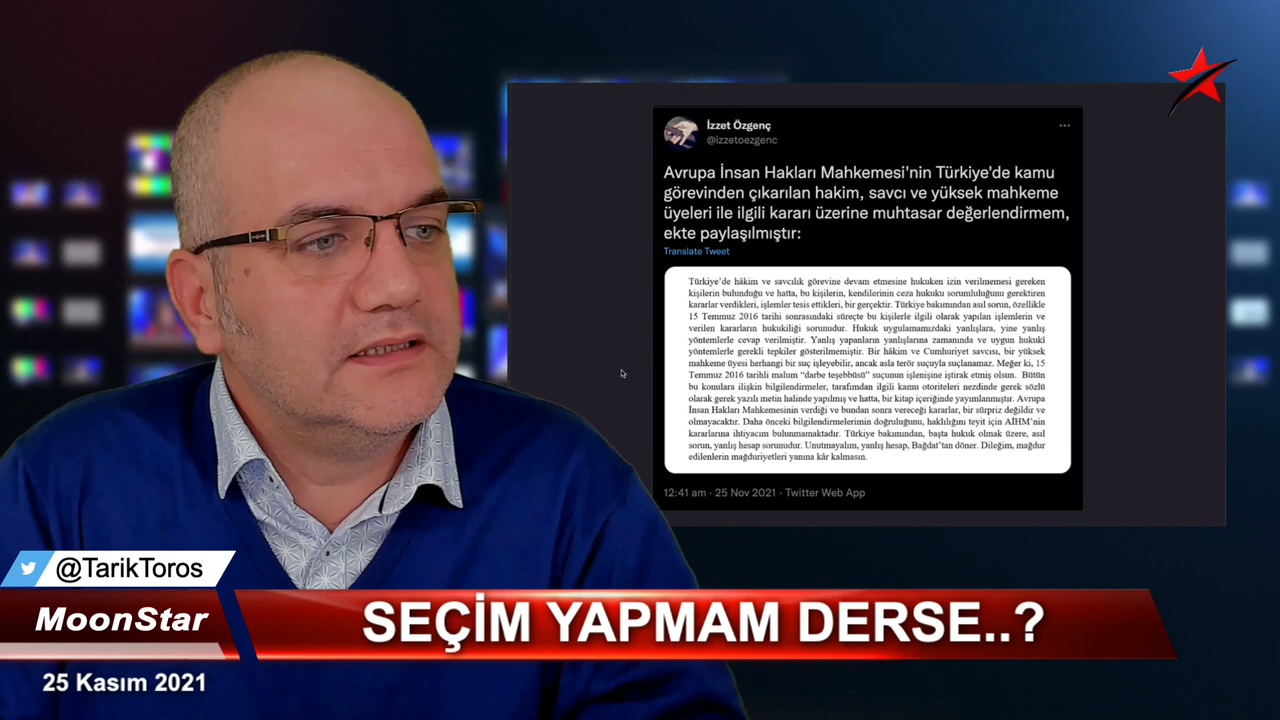 İzzet Özgenç
@izzetoezgenc
Avrupa İnsan Hakları Mahkemesi'nin Türkiye'de kamu
görevinden çıkarılan hakim, savcı ve yüksek mahkeme
üyeleri ile ilgili kararı üzerine muhtasar değerlendirmem,
ekte paylaşılmıştır:
Translate Tweet
Türkiye'de hâkim ve savcılık görevine devam etmesine hukuken izin verilmemesi gereken
kişilerin bulunduğu ve hatta, bu kişilerin, kendilerinin ceza hukuku sorumluluğunu gerektiren
kararlar verdikleri, işlemler tesis ettikleri, bir gerçektir. Türkiye bakımından asıl sorun, özellikle
15 Temmuz 2016 tarihi sonrasındaki süreçte bu kişilerle ilgili olarak yapılan işlemlerin ve
verilen kararların hukukiliği sorunudur. Hukuk uygulamamızdaki yanlışlara, yine yanlış
yöntemlerle cevap verilmiştir. Yanlış yapanların yanlışlarına zamanında ve uygun hukukî
yöntemlerle gerekli tepkiler gösterilmemiştir. Bir hâkim ve Cumhuriyet savcısı, bir yüksek
mahkeme üyesi herhangi bir suç işleyebilir, ancak asla terör suçuyla suçlanamaz. Meğer ki, 15
Temmuz 2016 tarihli malum “darbe teşebbüsü” suçunun işlenişine iştirak etmiş olsun. Bütün
bu konulara ilişkin bilgilendirmeler, tarafımdan ilgili kamu otoriteleri nezdinde gerek sözlü
olarak gerek yazılı metin halinde yapılmış ve hatta, bir kitap içeriğinde yayımlanmıştır. Avrupa
İnsan Hakları Mahkemesinin verdiği ve bundan sonra vereceği kararlar, bir sürpriz değildir ve
olmayacaktır. Daha önceki bilgilendirmelerimin doğruluğunu, haklılığını teyit için AİHM'nin
kararlarına ihtiyacım bulunmamaktadır. Türkiye bakımından, başta hukuk olmak üzere, asıl
sorun, yanlış hesap sorunudur. Unutmayalım, yanlış hesap, Bağdat'tan döner. Dileğim, mağdur
edilenlerin mağduriyetleri yanına kâr kalmasın.
12:41 am · 25 Nov 2021 · Twitter Web App
@TarikToros
MoonStar
SEÇİM YAPMAM DERSE..?
25 Kasım 2021